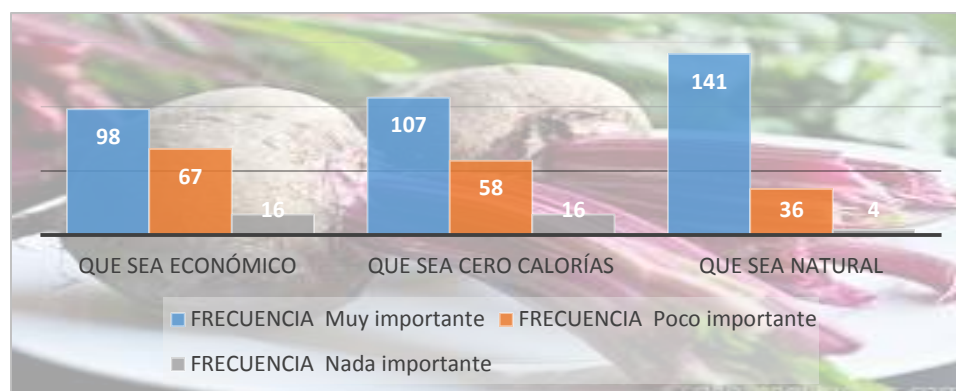 98
67
16
107
58
16
141
36
4
QUE SEA ECONÓMICO
QUE SEA CERO CALORÍAS
QUE SEA NATURAL
FRECUENCIA Muy importante
FRECUENCIA Poco importante
FRECUENCIA Nada importante